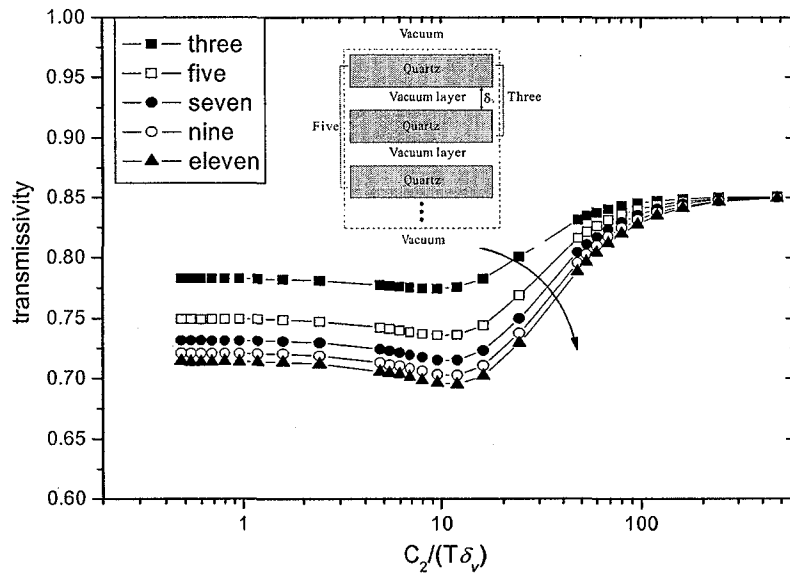 three
five
seven
nine
eleven
Vacuum
Quartz
Vacuum layer
δᵥ
Three
Five
Quartz
Vacuum layer
Quartz
Vacuum
1.00
0.95
0.90
0.85
0.80
0.75
0.70
0.65
0.60
transmissivity
1
10
100
C₂/(Tδᵥ)